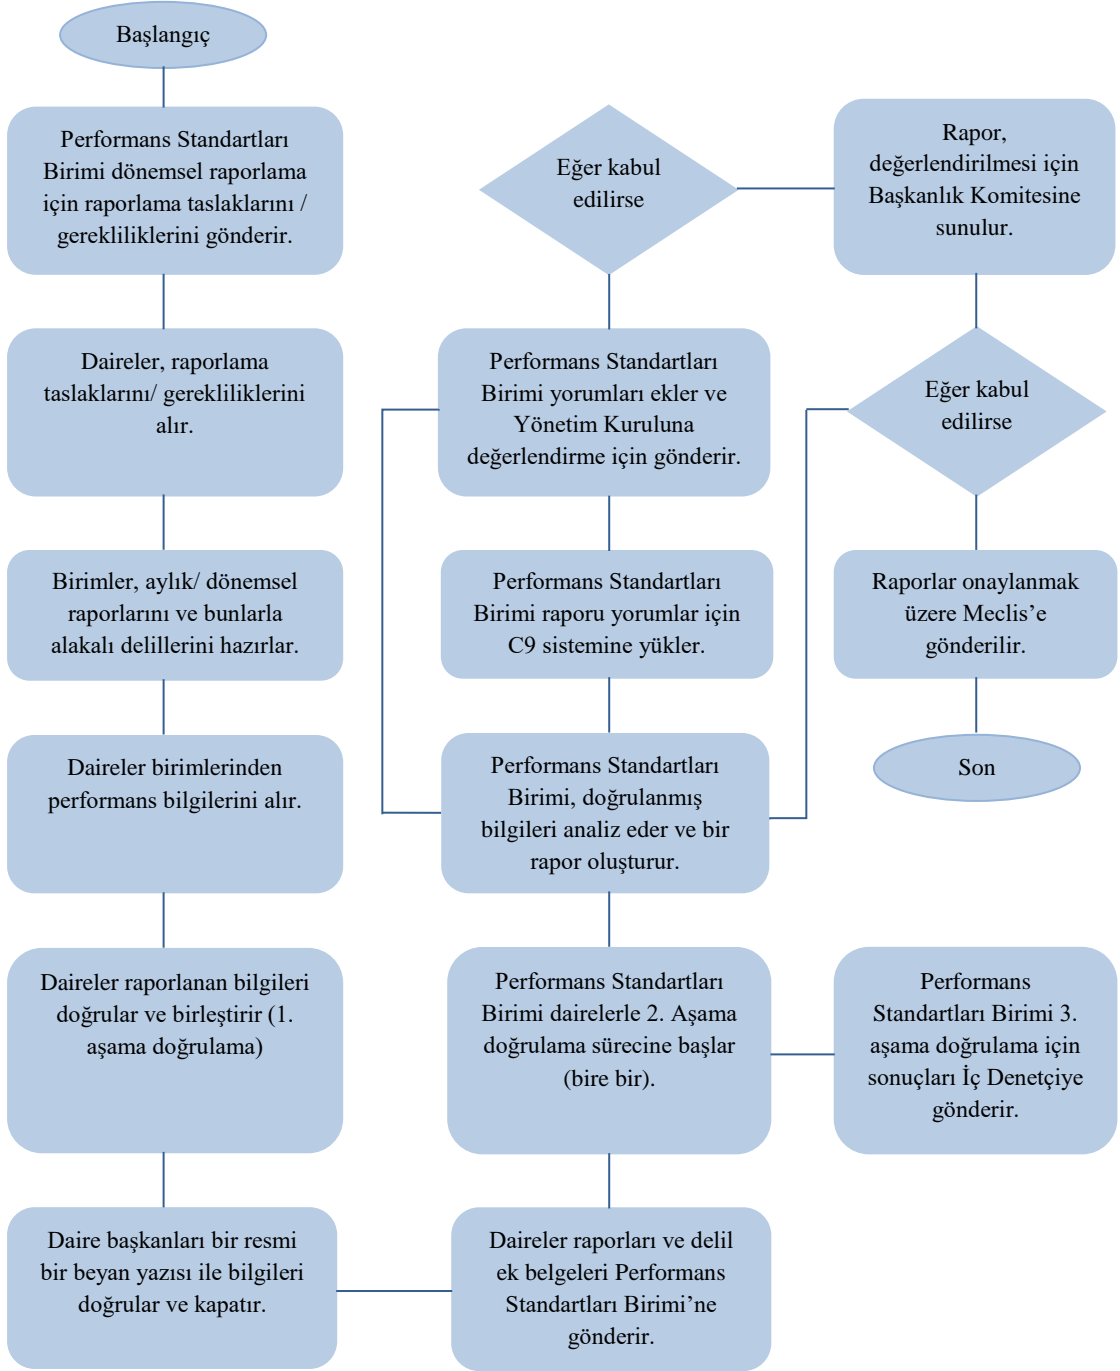 Başlangıç
Performans Standartları
Birimi dönemsel raporlama
için raporlama taslaklarını /
gerekliliklerini gönderir.
Daireler, raporlama
taslaklarını/ gerekliliklerini
alır.
Birimler, aylık/ dönemsel
raporlarını ve bunlarla
alakalı delillerini hazırlar.
Daireler birimlerinden
performans bilgilerini alır.
Daireler raporlanan bilgileri
doğrular ve birleştirir (1.
aşama doğrulama)
Daire başkanları bir resmi
bir beyan yazısı ile bilgileri
doğrular ve kapatır.
Daireler raporları ve delil
ek belgeleri Performans
Standartları Birimi’ne
gönderir.
Performans Standartları
Birimi dairelerle 2. Aşama
doğrulama sürecine başlar
(bire bir).
Performans
Standartları Birimi 3.
aşama doğrulama için
sonuçları İç Denetçiye
gönderir.
Performans Standartları
Birimi, doğrulanmış
bilgileri analiz eder ve bir
rapor oluşturur.
Performans Standartları
Birimi raporu yorumlar için
C9 sistemine yükler.
Performans Standartları
Birimi yorumları ekler ve
Yönetim Kuruluna
değerlendirme için gönderir.
Eğer kabul
edilirse
Rapor,
değerlendirilmesi için
Başkanlık Komitesine
sunulur.
Eğer kabul
edilirse
Raporlar onaylanmak
üzere Meclis’e
gönderilir.
Son